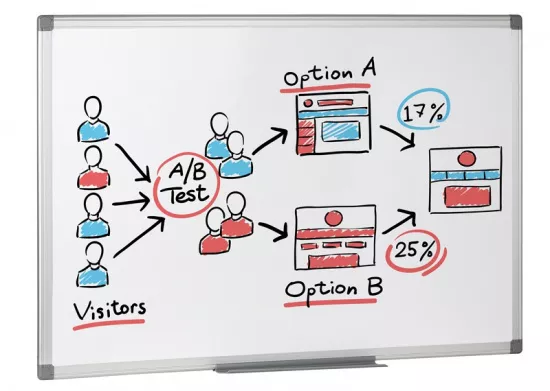 Option A
17%
A/B
Test
Visitors
25%
Option B